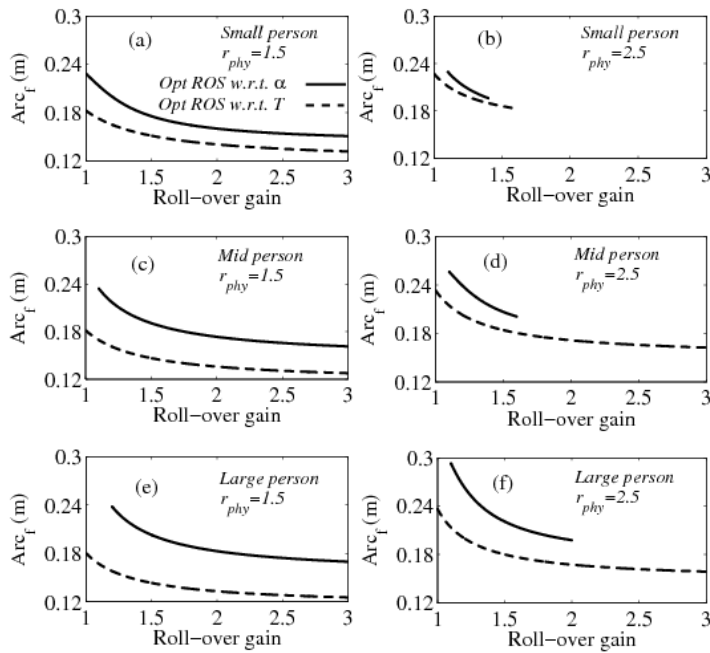 0.3
0.24
0.18
0.12
Arc_f (m)
(a)
Small person
r_phy=1.5
Opt ROS w.r.t. α
Opt ROS w.r.t. T
1 1.5 2 2.5 3
Roll−over gain
0.3
0.24
0.18
0.12
Arc_f (m)
(b)
Small person
r_phy=2.5
1 1.5 2 2.5 3
Roll−over gain
0.3
0.24
0.18
0.12
Arc_f (m)
(c)
Mid person
r_phy=1.5
1 1.5 2 2.5 3
Roll−over gain
0.3
0.24
0.18
0.12
Arc_f (m)
(d)
Mid person
r_phy=2.5
1 1.5 2 2.5 3
Roll−over gain
0.3
0.24
0.18
0.12
Arc_f (m)
(e)
Large person
r_phy=1.5
1 1.5 2 2.5 3
Roll−over gain
0.3
0.24
0.18
0.12
Arc_f (m)
(f)
Large person
r_phy=2.5
1 1.5 2 2.5 3
Roll−over gain